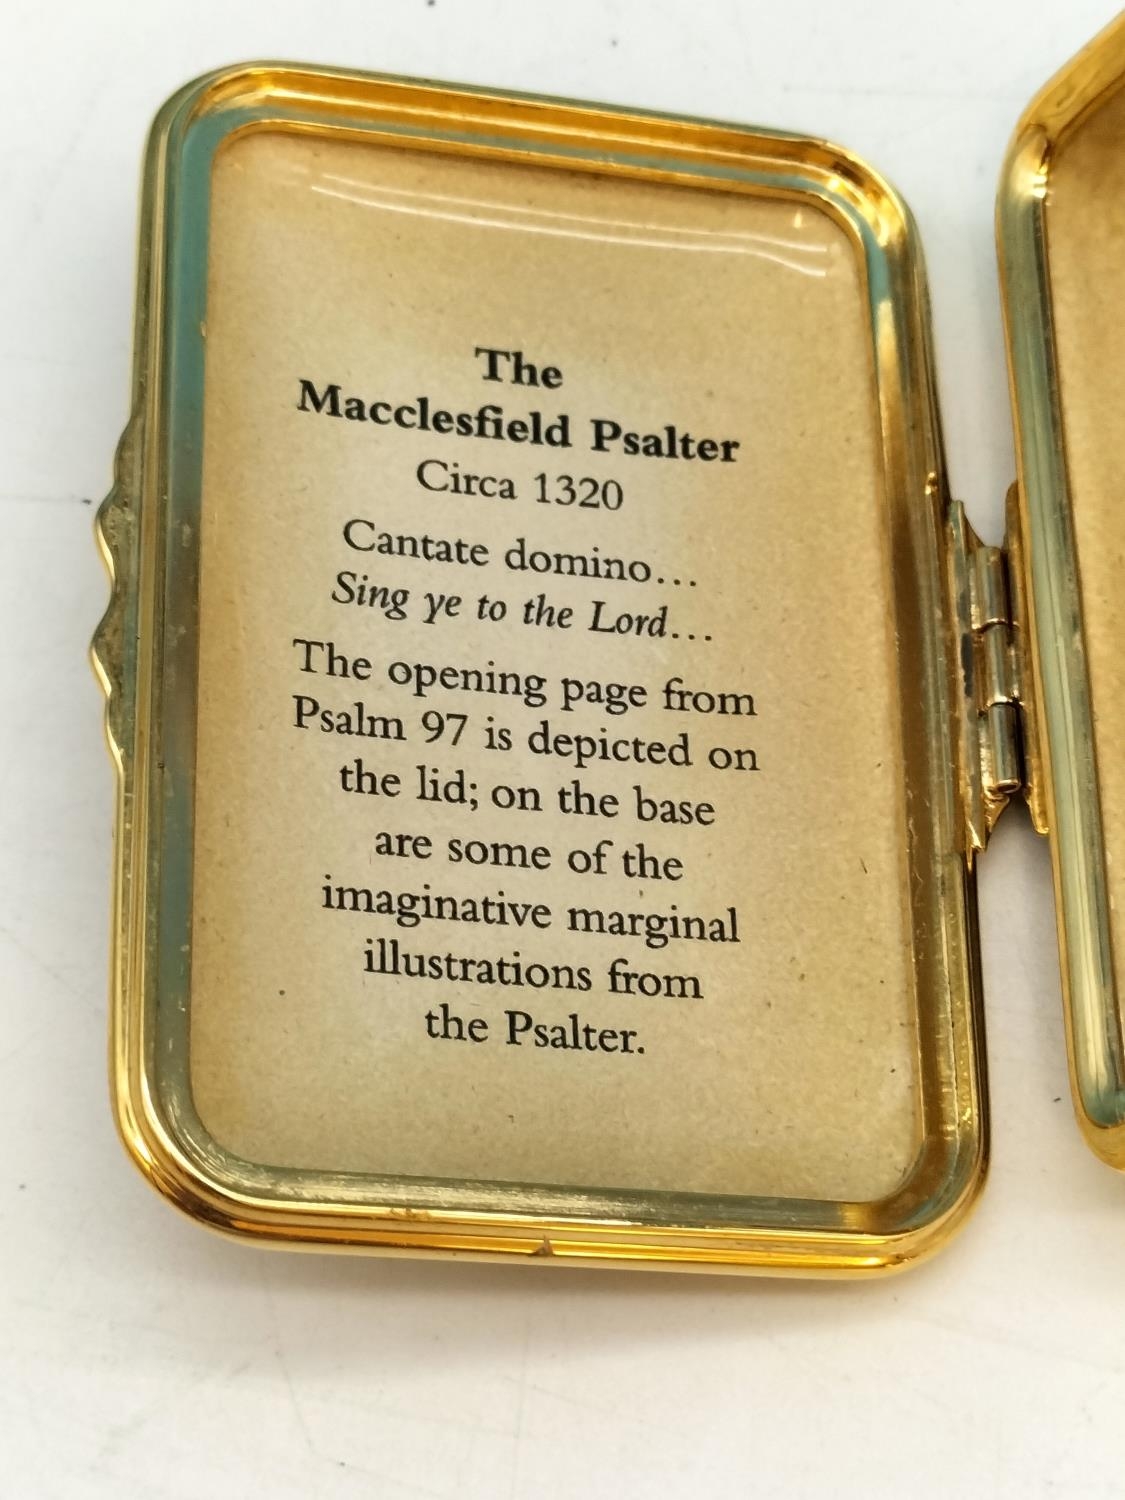 The
Macclesfield Psalter
Circa 1320
Cantate domino...
Sing ye to the Lord...
The opening page from
Psalm 97 is depicted on
the lid; on the base
are some of the
imaginative marginal
illustrations from
the Psalter.